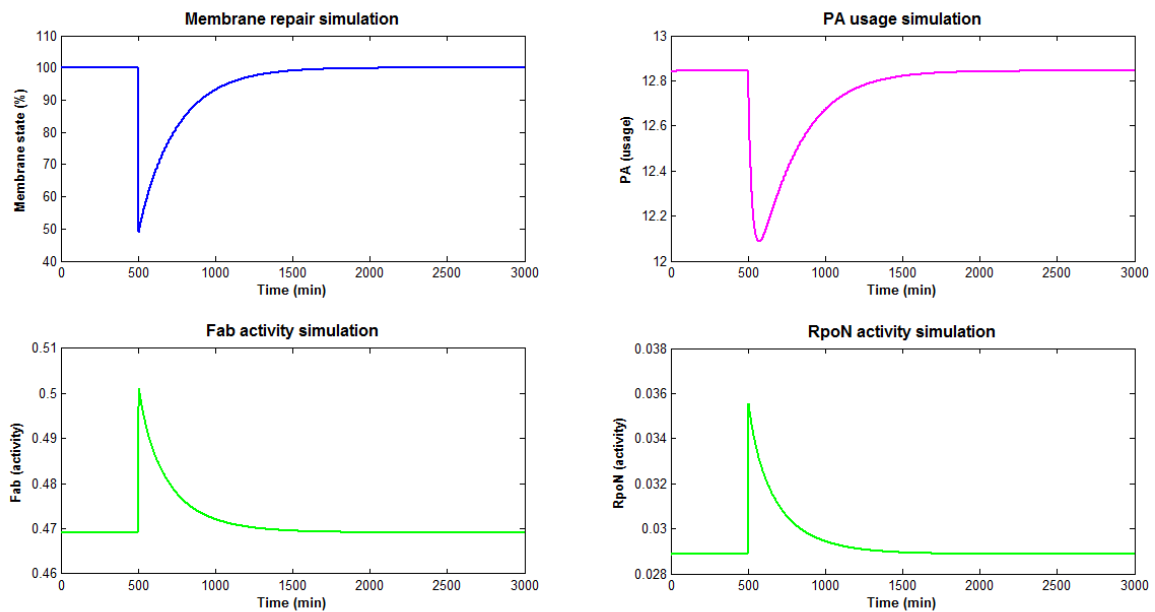 Membrane repair simulation
Membrane state (%)
110
100
90
80
70
60
50
40
0 500 1000 1500 2000 2500 3000
Time (min)
PA usage simulation
PA (usage)
13
12.8
12.6
12.4
12.2
12
0 500 1000 1500 2000 2500 3000
Time (min)
Fab activity simulation
Fab (activity)
0.51
0.5
0.49
0.48
0.47
0.46
0 500 1000 1500 2000 2500 3000
Time (min)
RpoN activity simulation
RpoN (activity)
0.038
0.036
0.034
0.032
0.03
0.028
0 500 1000 1500 2000 2500 3000
Time (min)